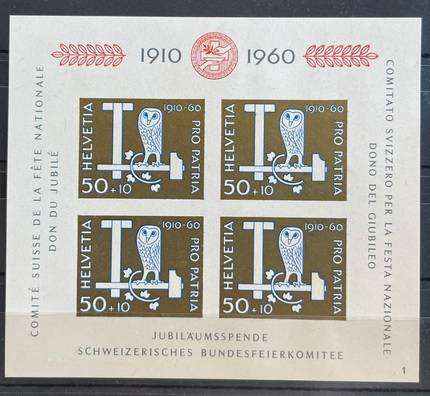 1910 1960
COMITÉ SUISSE DE LA FÊTE NATIONALE
DON DU JUBILÉ
HELVETIA
1910-60
PRO PATRIA
50+10
HELVETIA
1910-60
PRO PATRIA
50+10
HELVETIA
1910-60
PRO PATRIA
50+10
HELVETIA
1910-60
PRO PATRIA
50+10
COMITATO SVIZZERO PER LA FESTA NAZIONALE
DONO DEL GIUBILEO
JUBILÄUMSSPENDE
SCHWEIZERISCHES BUNDESFEIERKOMITEE
1